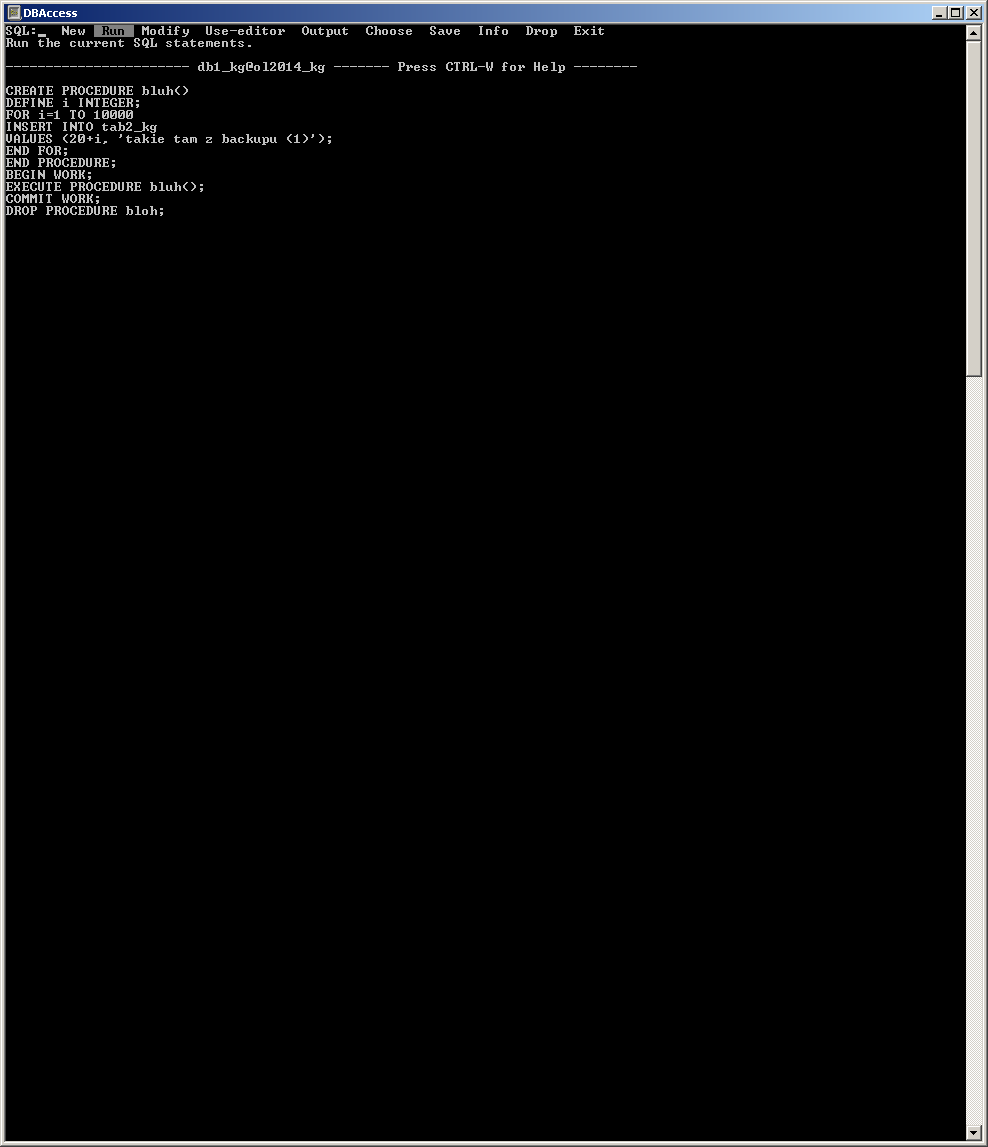 DBAccess
SQL:_ New Run Modify Use-editor Output Choose Save Info Drop Exit
Run the current SQL statements.
----------------------- db1_kg@ol2014_kg ------- Press CTRL-W for Help --------
CREATE PROCEDURE bluh()
DEFINE i INTEGER;
FOR i=1 TO 10000
INSERT INTO tab2_kg
VALUES (20+i, 'takie tam z backupu (1)');
END FOR;
END PROCEDURE;
BEGIN WORK;
EXECUTE PROCEDURE bluh();
COMMIT WORK;
DROP PROCEDURE bloh;